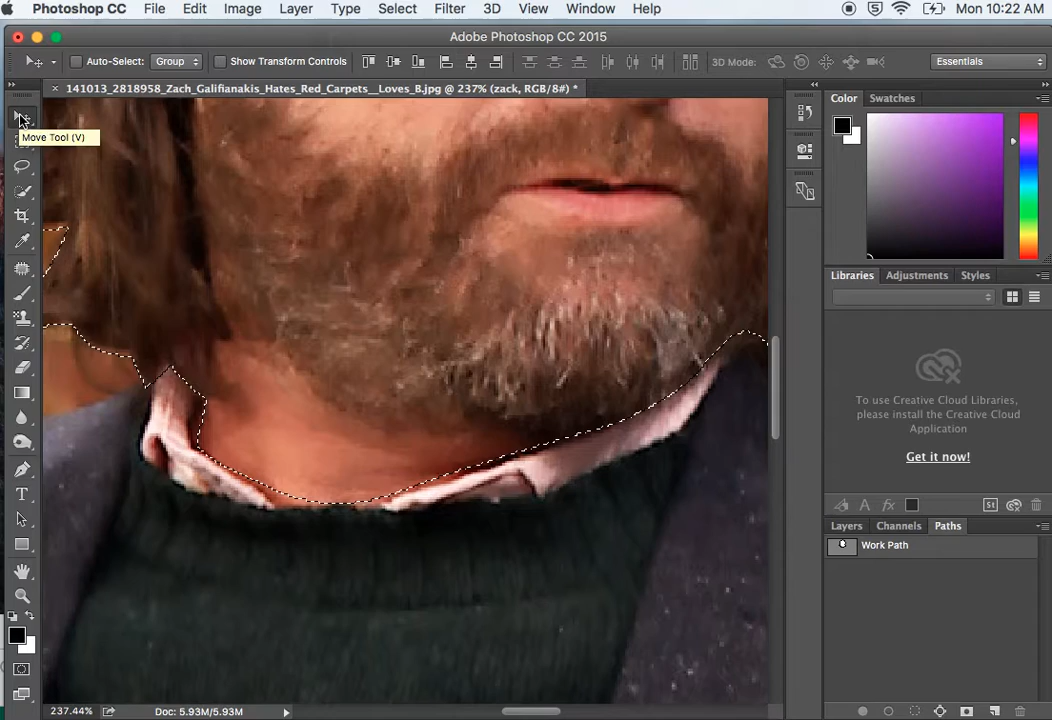 Photoshop CC File Edit Image Layer Type Select Filter 3D View Window Help 5 Mon 10:22 AM
Adobe Photoshop CC 2015
Auto-Select: Group Show Transform Controls 3D Mode: Essentials
× 141013_2818958_Zach_Galifianakis_Hates_Red_Carpets__Loves_B.jpg @ 237% (zack, RGB/8#) *
Color Swatches
Move Tool (V)
Libraries Adjustments Styles
To use Creative Cloud Libraries,
please install the Creative Cloud
Application
Get it now!
T
A fx St
Layers Channels Paths
Work Path
237.44% Doc: 5.93M/5.93M